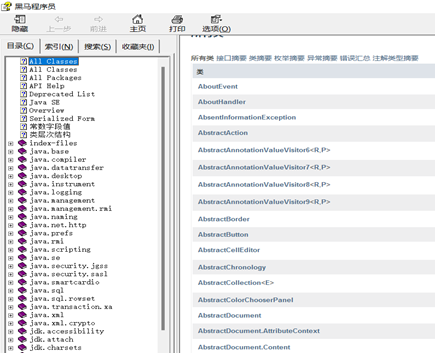 黑马程序员
隐藏 上一步 前进 主页 打印 选项(O)
目录(C) 索引(N) 搜索(S) 收藏夹(I)
All Classes
All Classes
All Packages
API Help
Deprecated List
Java SE
Overview
Serialized Form
常数字段值
类层次结构
index-files
java.base
java.compiler
java.datatransfer
java.desktop
java.instrument
java.logging
java.management
java.management.rmi
java.naming
java.net.http
java.prefs
java.rmi
java.scripting
java.se
java.security.jgss
java.security.sasl
java.smartcardio
java.sql
java.sql.rowset
java.transaction.xa
java.xml
java.xml.crypto
jdk.accessibility
jdk.attach
jdk.charsets
所有类
所有类 接口摘要 类摘要 枚举摘要 异常摘要 错误汇总 注解类型摘要
类
AboutEvent
AboutHandler
AbsentInformationException
AbstractAction
AbstractAnnotationValueVisitor6<R,P>
AbstractAnnotationValueVisitor7<R,P>
AbstractAnnotationValueVisitor8<R,P>
AbstractAnnotationValueVisitor9<R,P>
AbstractBorder
AbstractButton
AbstractCellEditor
AbstractChronology
AbstractCollection<E>
AbstractColorChooserPanel
AbstractDocument
AbstractDocument.AttributeContext
AbstractDocument.Content